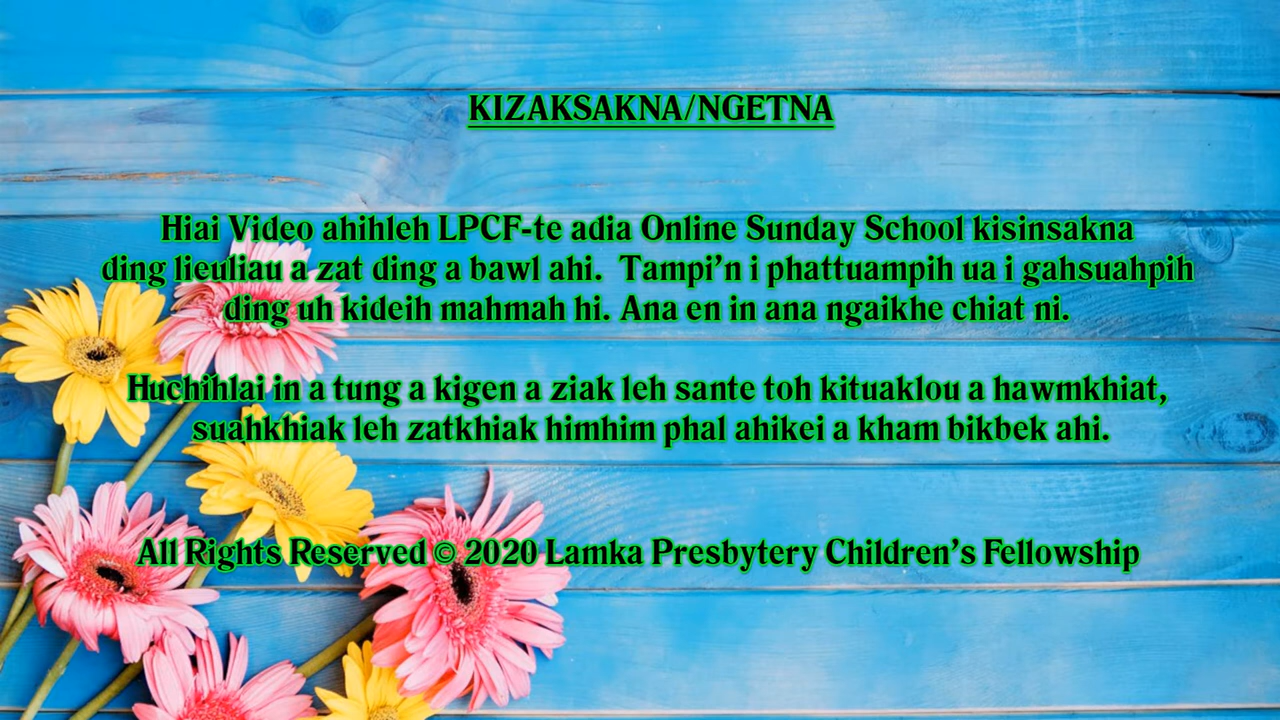 KIZAKSAKNA/NGETNA
Hiai Video ahihleh LPCF-te adia Online Sunday School kisinsakna
ding lieuliau a zat ding a bawl ahi. Tampi'n i phattuampih ua i gahsuahpih
ding uh kideih mahmah hi. Ana en in ana ngaikhe chiat ni.
Huchihlai in a tung a kigen a ziak leh sante toh kituaklou a hawmkhiat,
suahkhiak leh zatkhiak himhim phal ahikei a kham bikbek ahi.
All Rights Reserved © 2020 Lamka Presbytery Children's Fellowship